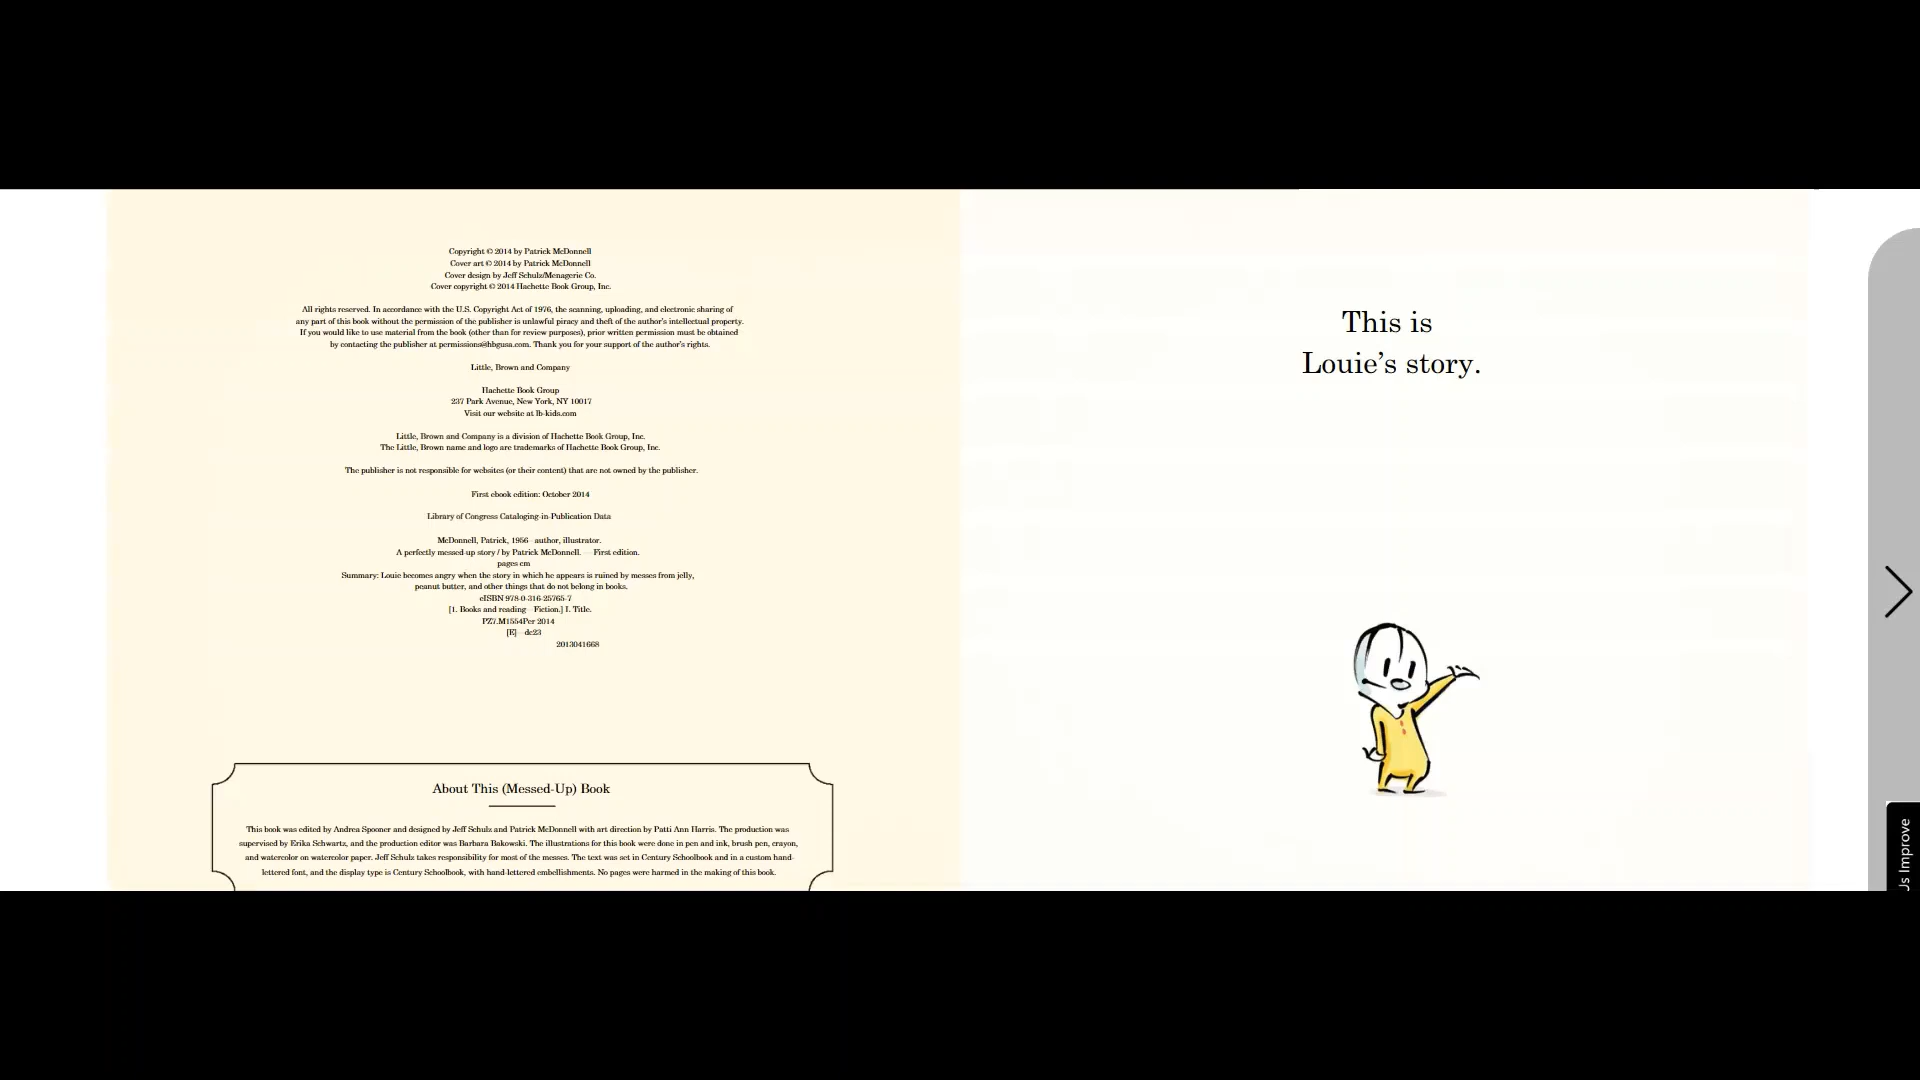 Copyright © 2014 by Patrick McDonnell
Cover art © 2014 by Patrick McDonnell
Cover design by Jeff Schulz/Menagerie Co.
Cover copyright © 2014 Hachette Book Group, Inc.
All rights reserved. In accordance with the U.S. Copyright Act of 1976, the scanning, uploading, and electronic sharing of
any part of this book without the permission of the publisher is unlawful piracy and theft of the author's intellectual property.
If you would like to use material from the book (other than for review purposes), prior written permission must be obtained
by contacting the publisher at permissions@hbgusa.com. Thank you for your support of the author's rights.
Little, Brown and Company
Hachette Book Group
237 Park Avenue, New York, NY 10017
Visit our website at lb-kids.com
Little, Brown and Company is a division of Hachette Book Group, Inc.
The Little, Brown name and logo are trademarks of Hachette Book Group, Inc.
The publisher is not responsible for websites (or their content) that are not owned by the publisher.
First ebook edition: October 2014
Library of Congress Cataloging-in-Publication Data
McDonnell, Patrick, 1956– author, illustrator.
A perfectly messed-up story / by Patrick McDonnell. — First edition.
pages cm
Summary: Louie becomes angry when the story in which he appears is ruined by messes from jelly,
peanut butter, and other things that do not belong in books.
eISBN 978-0-316-25765-7
[1. Books and reading—Fiction.] I. Title.
PZ7.M1554Per 2014
[E]—dc23
2013041668
About This (Messed-Up) Book
This book was edited by Andrea Spooner and designed by Jeff Schulz and Patrick McDonnell with art direction by Patti Ann Harris. The production was
supervised by Erika Schwartz, and the production editor was Barbara Bakowski. The illustrations for this book were done in pen and ink, brush pen, crayon,
and watercolor on watercolor paper. Jeff Schulz takes responsibility for most of the messes. The text was set in Century Schoolbook and in a custom hand-
lettered font, and the display type is Century Schoolbook, with hand-lettered embellishments. No pages were harmed in the making of this book.
This is
Louie's story.
Us Improve